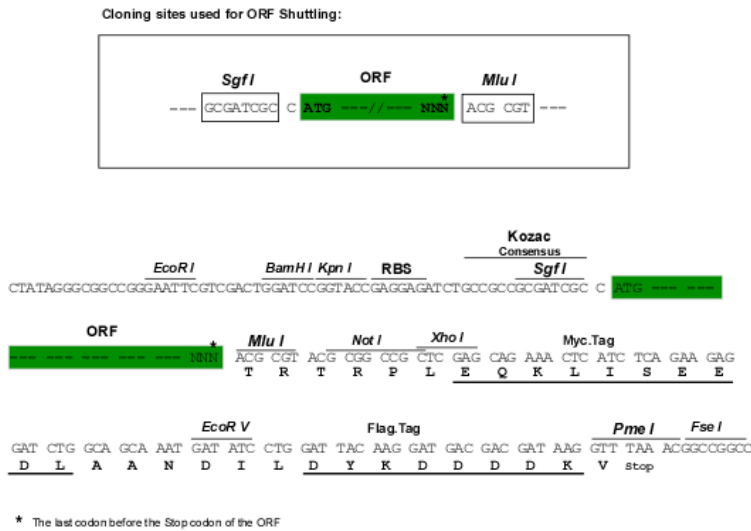 Cloning sites used for ORF Shuttling:
Sgf I ORF Mlu I
*
--- GCGATCGC C ATG ---//--- NNN ACG CGT ---
Kozac
Consensus
EcoR I BamH I Kpn I RBS Sgf I
CTATAGGGCGGCCGGGAATTCGTCGACTGGATCCGGTACCGAGGAGATCTGCCGCCGCGATCGC C ATG --- ---
ORF * Mlu I Not I Xho I Myc.Tag
--- --- --- --- --- --- NNN ACG CGT ACG CGG CCG CTC GAG CAG AAA CTC ATC TCA GAA GAG
T R T R P L E Q K L I S E E
EcoR V Flag.Tag Pme I Fse I
GAT CTG GCA GCA AAT GAT ATC CTG GAT TAC AAG GAT GAC GAC GAT AAG GTT TAA ACGGCCGGCC
D L A A N D I L D Y K D D D D K V Stop
* The last codon before the Stop codon of the ORF